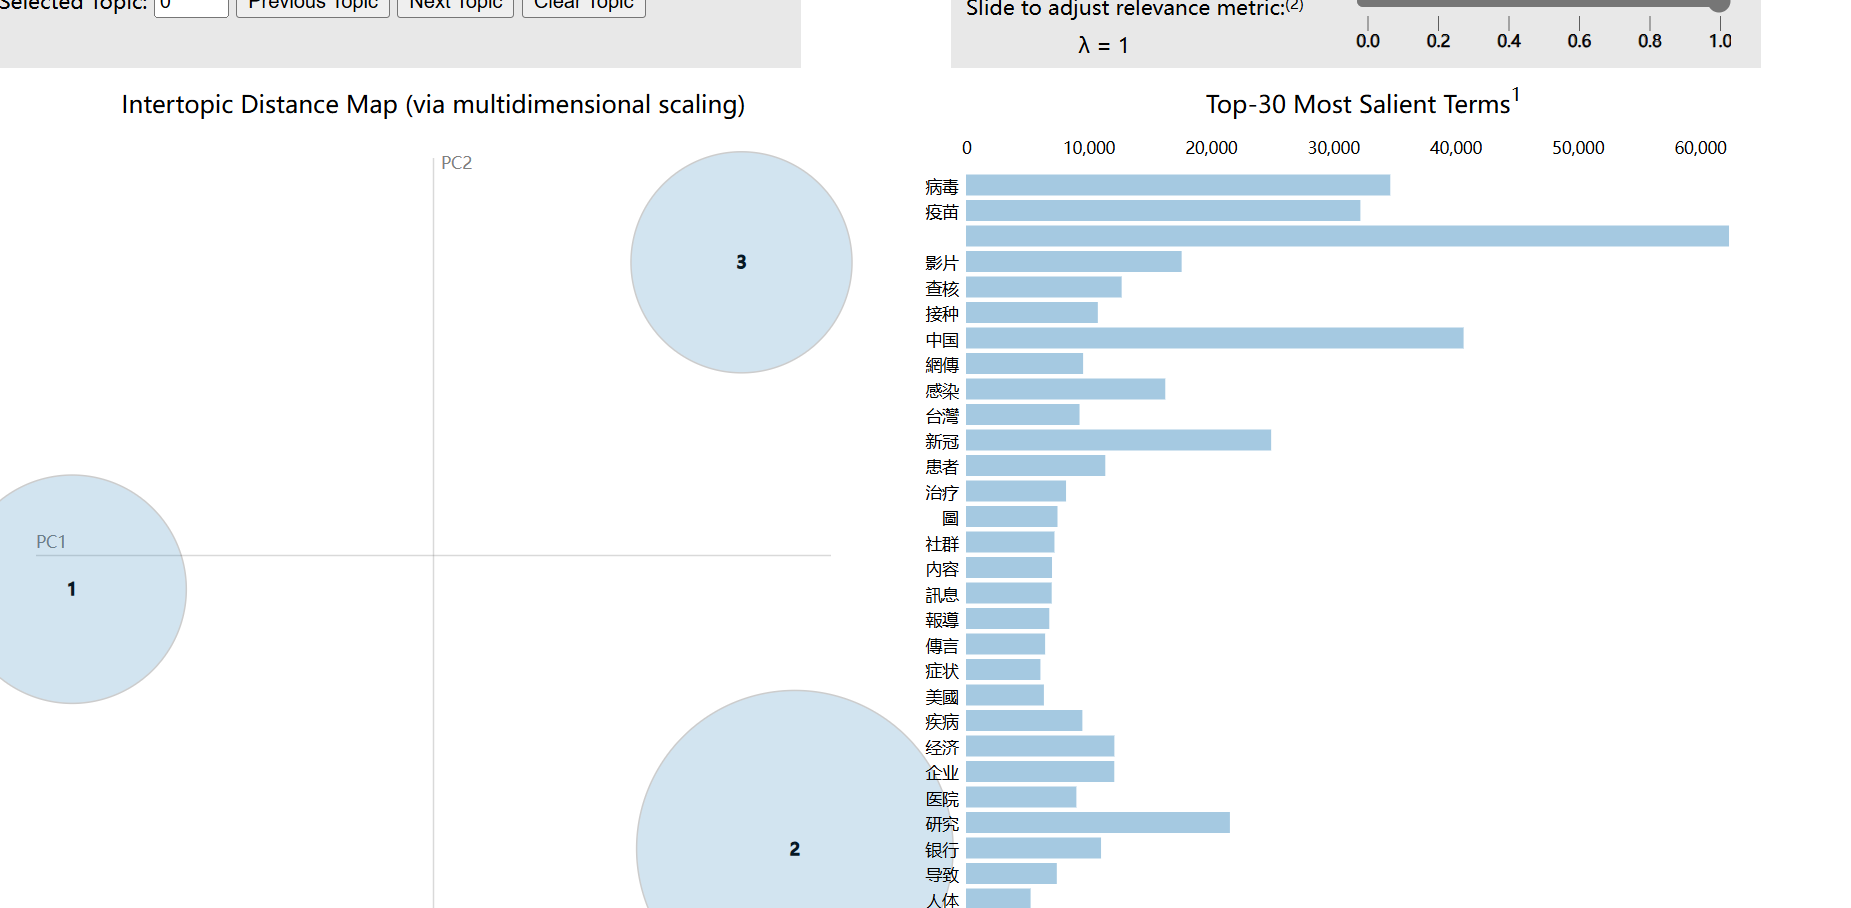 Selected Topic: 0 Previous Topic Next Topic Clear Topic
Slide to adjust relevance metric:(2)
λ = 1
0.0 0.2 0.4 0.6 0.8 1.0
Intertopic Distance Map (via multidimensional scaling)
PC2
PC1
3
1
2
Top-30 Most Salient Terms1
0 10,000 20,000 30,000 40,000 50,000 60,000
病毒
疫苗
影片
查核
接种
中国
網傳
感染
台灣
新冠
患者
治疗
圖
社群
內容
訊息
報導
傳言
症状
美國
疾病
经济
企业
医院
研究
银行
导致
人体